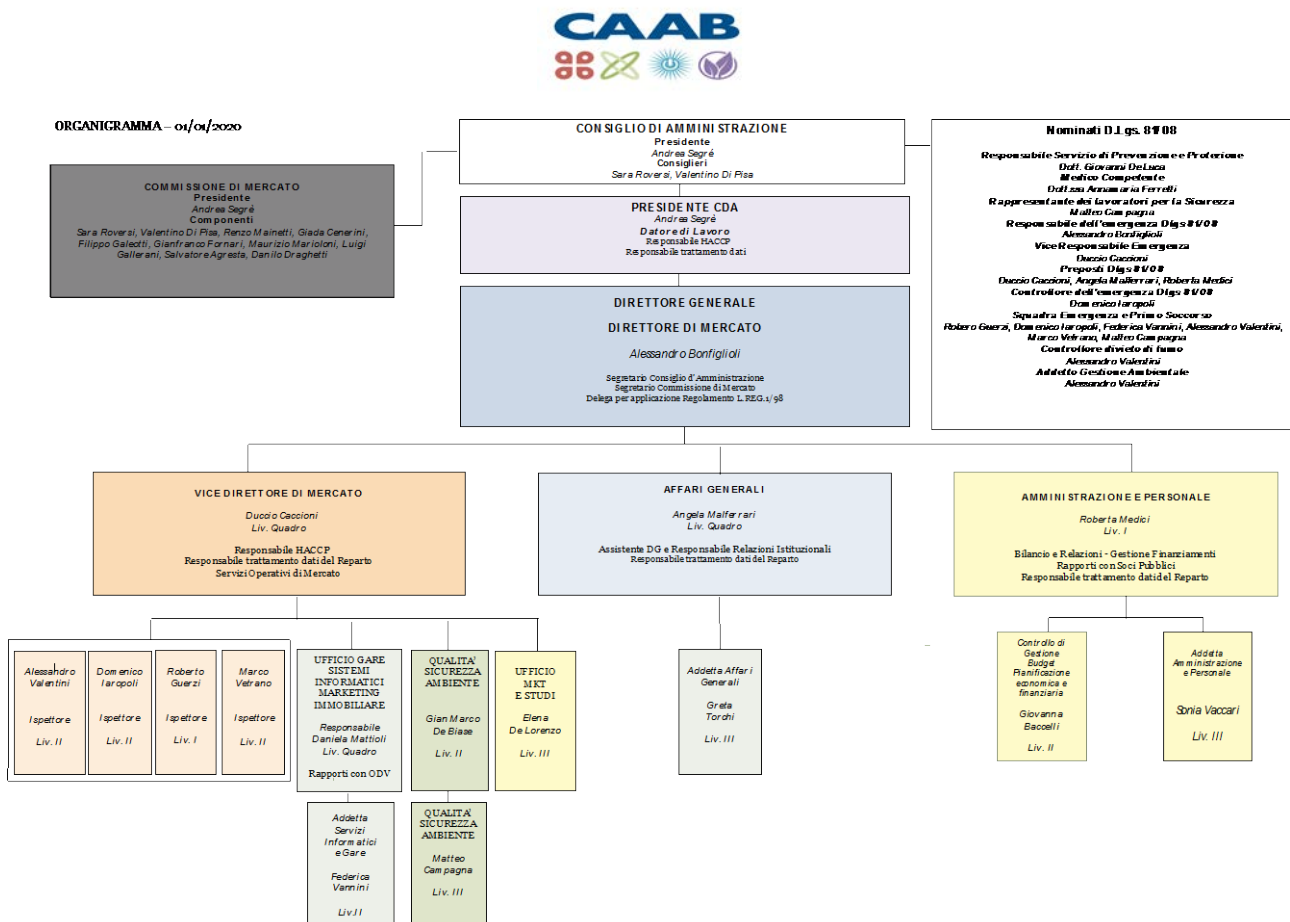 CAAB
ORGANIGRAMMA – 01/01/2020
COMMISSIONE DI MERCATO
Presidente
Andrea Segré
Componenti
Sara Roversi, Valentino Di Pisa, Renzo Mainetti, Giada Cenerini,
Filippo Galeotti, Gianfranco Fornari, Maurizio Marioloni, Luigi
Gallerani, Salvatore Agresta, Danilo Draghetti
CONSIGLIO DI AMMINISTRAZIONE
Presidente
Andrea Segré
Consiglieri
Sara Roversi, Valentino Di Pisa
PRESIDENTE CDA
Andrea Segré
Datore di Lavoro
Responsabile HACCP
Responsabile trattamento dati
DIRETTORE GENERALE
DIRETTORE DI MERCATO
Alessandro Bonfiglioli
Segretario Consiglio d'Amministrazione
Segretario Commissione di Mercato
Delega per applicazione Regolamento L.REG.1/98
Nominati D.Lgs. 81/08
Responsabile Servizio di Prevenzione e Protezione
Dott. Giovanni De Luca
Medico Competente
Dott.ssa Annamaria Ferretti
Rappresentante dei lavoratori per la Sicurezza
Matteo Campagna
Responsabile dell'emergenza Dlgs 81/08
Alessandro Bonfiglioli
Vice Responsabile Emergenza
Duccio Caccioni
Preposti Dlgs 81/08
Duccio Caccioni, Angela Malferrari, Roberta Medici
Controllore dell'emergenza Dlgs 81/08
Domenico Iaropoli
Squadra Emergenza e Primo Soccorso
Robero Guerzi, Domenico Iaropoli, Federica Vannini, Alessandro Valentini,
Marco Vetrano, Matteo Campagna
Controllore divieto di fumo
Alessandro Valentini
Addetto Gestione Ambientale
Alessandro Valentini
VICE DIRETTORE DI MERCATO
Duccio Caccioni
Liv. Quadro
Responsabile HACCP
Responsabile trattamento dati del Reparto
Servizi Operativi di Mercato
AFFARI GENERALI
Angela Malferrari
Liv. Quadro
Assistente DG e Responsabile Relazioni Istituzionali
Responsabile trattamento dati del Reparto
AMMINISTRAZIONE E PERSONALE
Roberta Medici
Liv. I
Bilancio e Relazioni - Gestione Finanziamenti
Rapporti con Soci Pubblici
Responsabile trattamento dati del Reparto
Alessandro
Valentini
Ispettore
Liv. II
Domenico
Iaropoli
Ispettore
Liv. II
Roberto
Guerzi
Ispettore
Liv. I
Marco
Vetrano
Ispettore
Liv. II
UFFICIO GARE
SISTEMI
INFORMATICI
MARKETING
IMMOBILIARE
Responsabile
Daniela Mattioli
Liv. Quadro
Rapporti con ODV
QUALITA'
SICUREZZA
AMBIENTE
Gian Marco
De Biase
Liv. II
UFFICIO
MKT
E STUDI
Elena
De Lorenzo
Liv. III
Addetta Affari
Generali
Greta
Torchi
Liv. III
Controllo di
Gestione
Budget
Pianificazione
economica e
finanziaria
Giovanna
Baccelli
Liv. II
Addetta
Amministrazione
e Personale
Sonia Vaccari
Liv. III
Addetta
Servizi
Informatici
e Gare
Federica
Vannini
Liv.II
QUALITA'
SICUREZZA
AMBIENTE
Matteo
Campagna
Liv. III